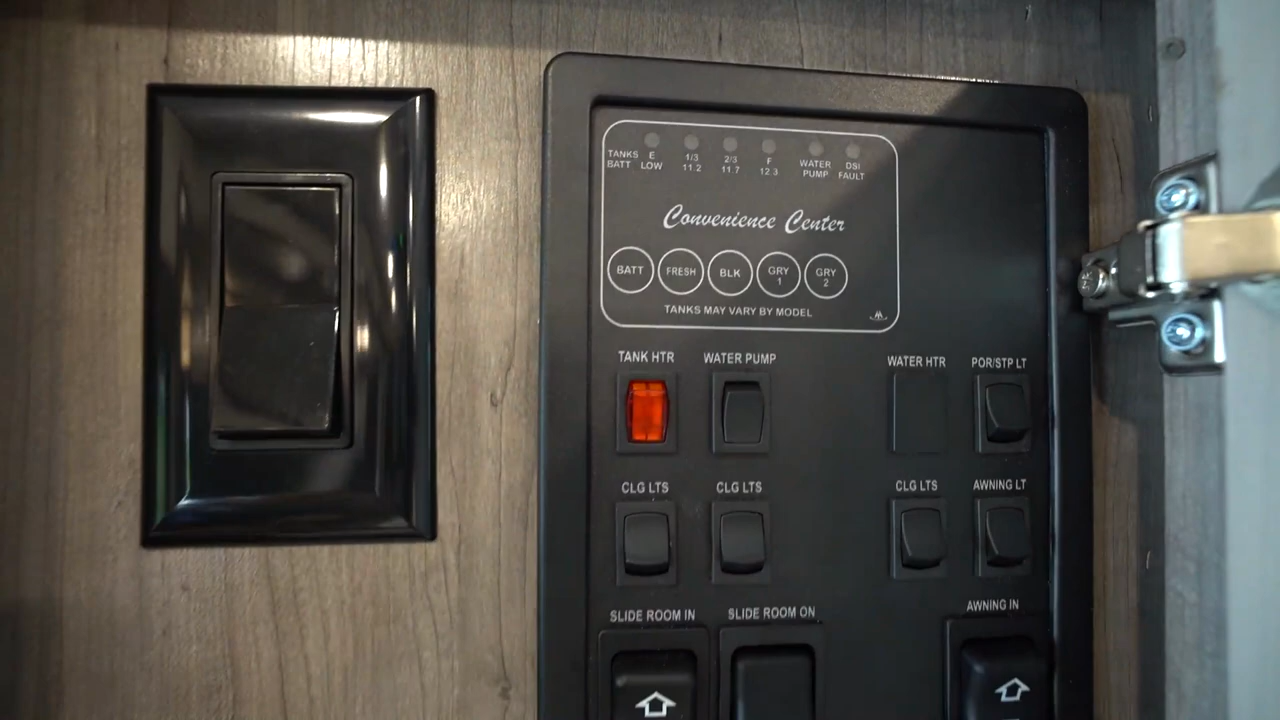 TANKS E 1/3 2/3 F WATER DSI
BATT LOW 11.2 11.7 12.3 PUMP FAULT
Convenience Center
BATT FRESH BLK GRY 1 GRY 2
TANKS MAY VARY BY MODEL
TANK HTR WATER PUMP WATER HTR POR/STP LT
CLG LTS CLG LTS CLG LTS AWNING LT
SLIDE ROOM IN SLIDE ROOM ON AWNING IN